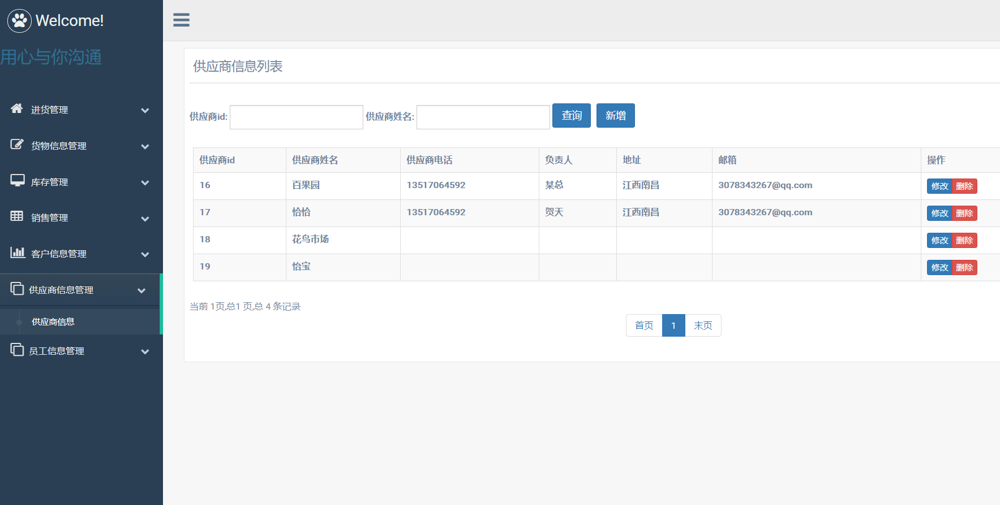 Welcome!
用心与你沟通
进货管理
货物信息管理
库存管理
销售管理
客户信息管理
供应商信息管理
供应商信息
员工信息管理
供应商信息列表
供应商id: 供应商姓名: 查询 新增
供应商id 供应商姓名 供应商电话 负责人 地址 邮箱 操作
16 百果园 13517064592 某总 江西南昌 3078343267@qq.com 修改 删除
17 恰恰 13517064592 贺天 江西南昌 3078343267@qq.com 修改 删除
18 花鸟市场 修改 删除
19 怡宝 修改 删除
当前 1页,总1 页,总 4 条记录
首页 1 末页